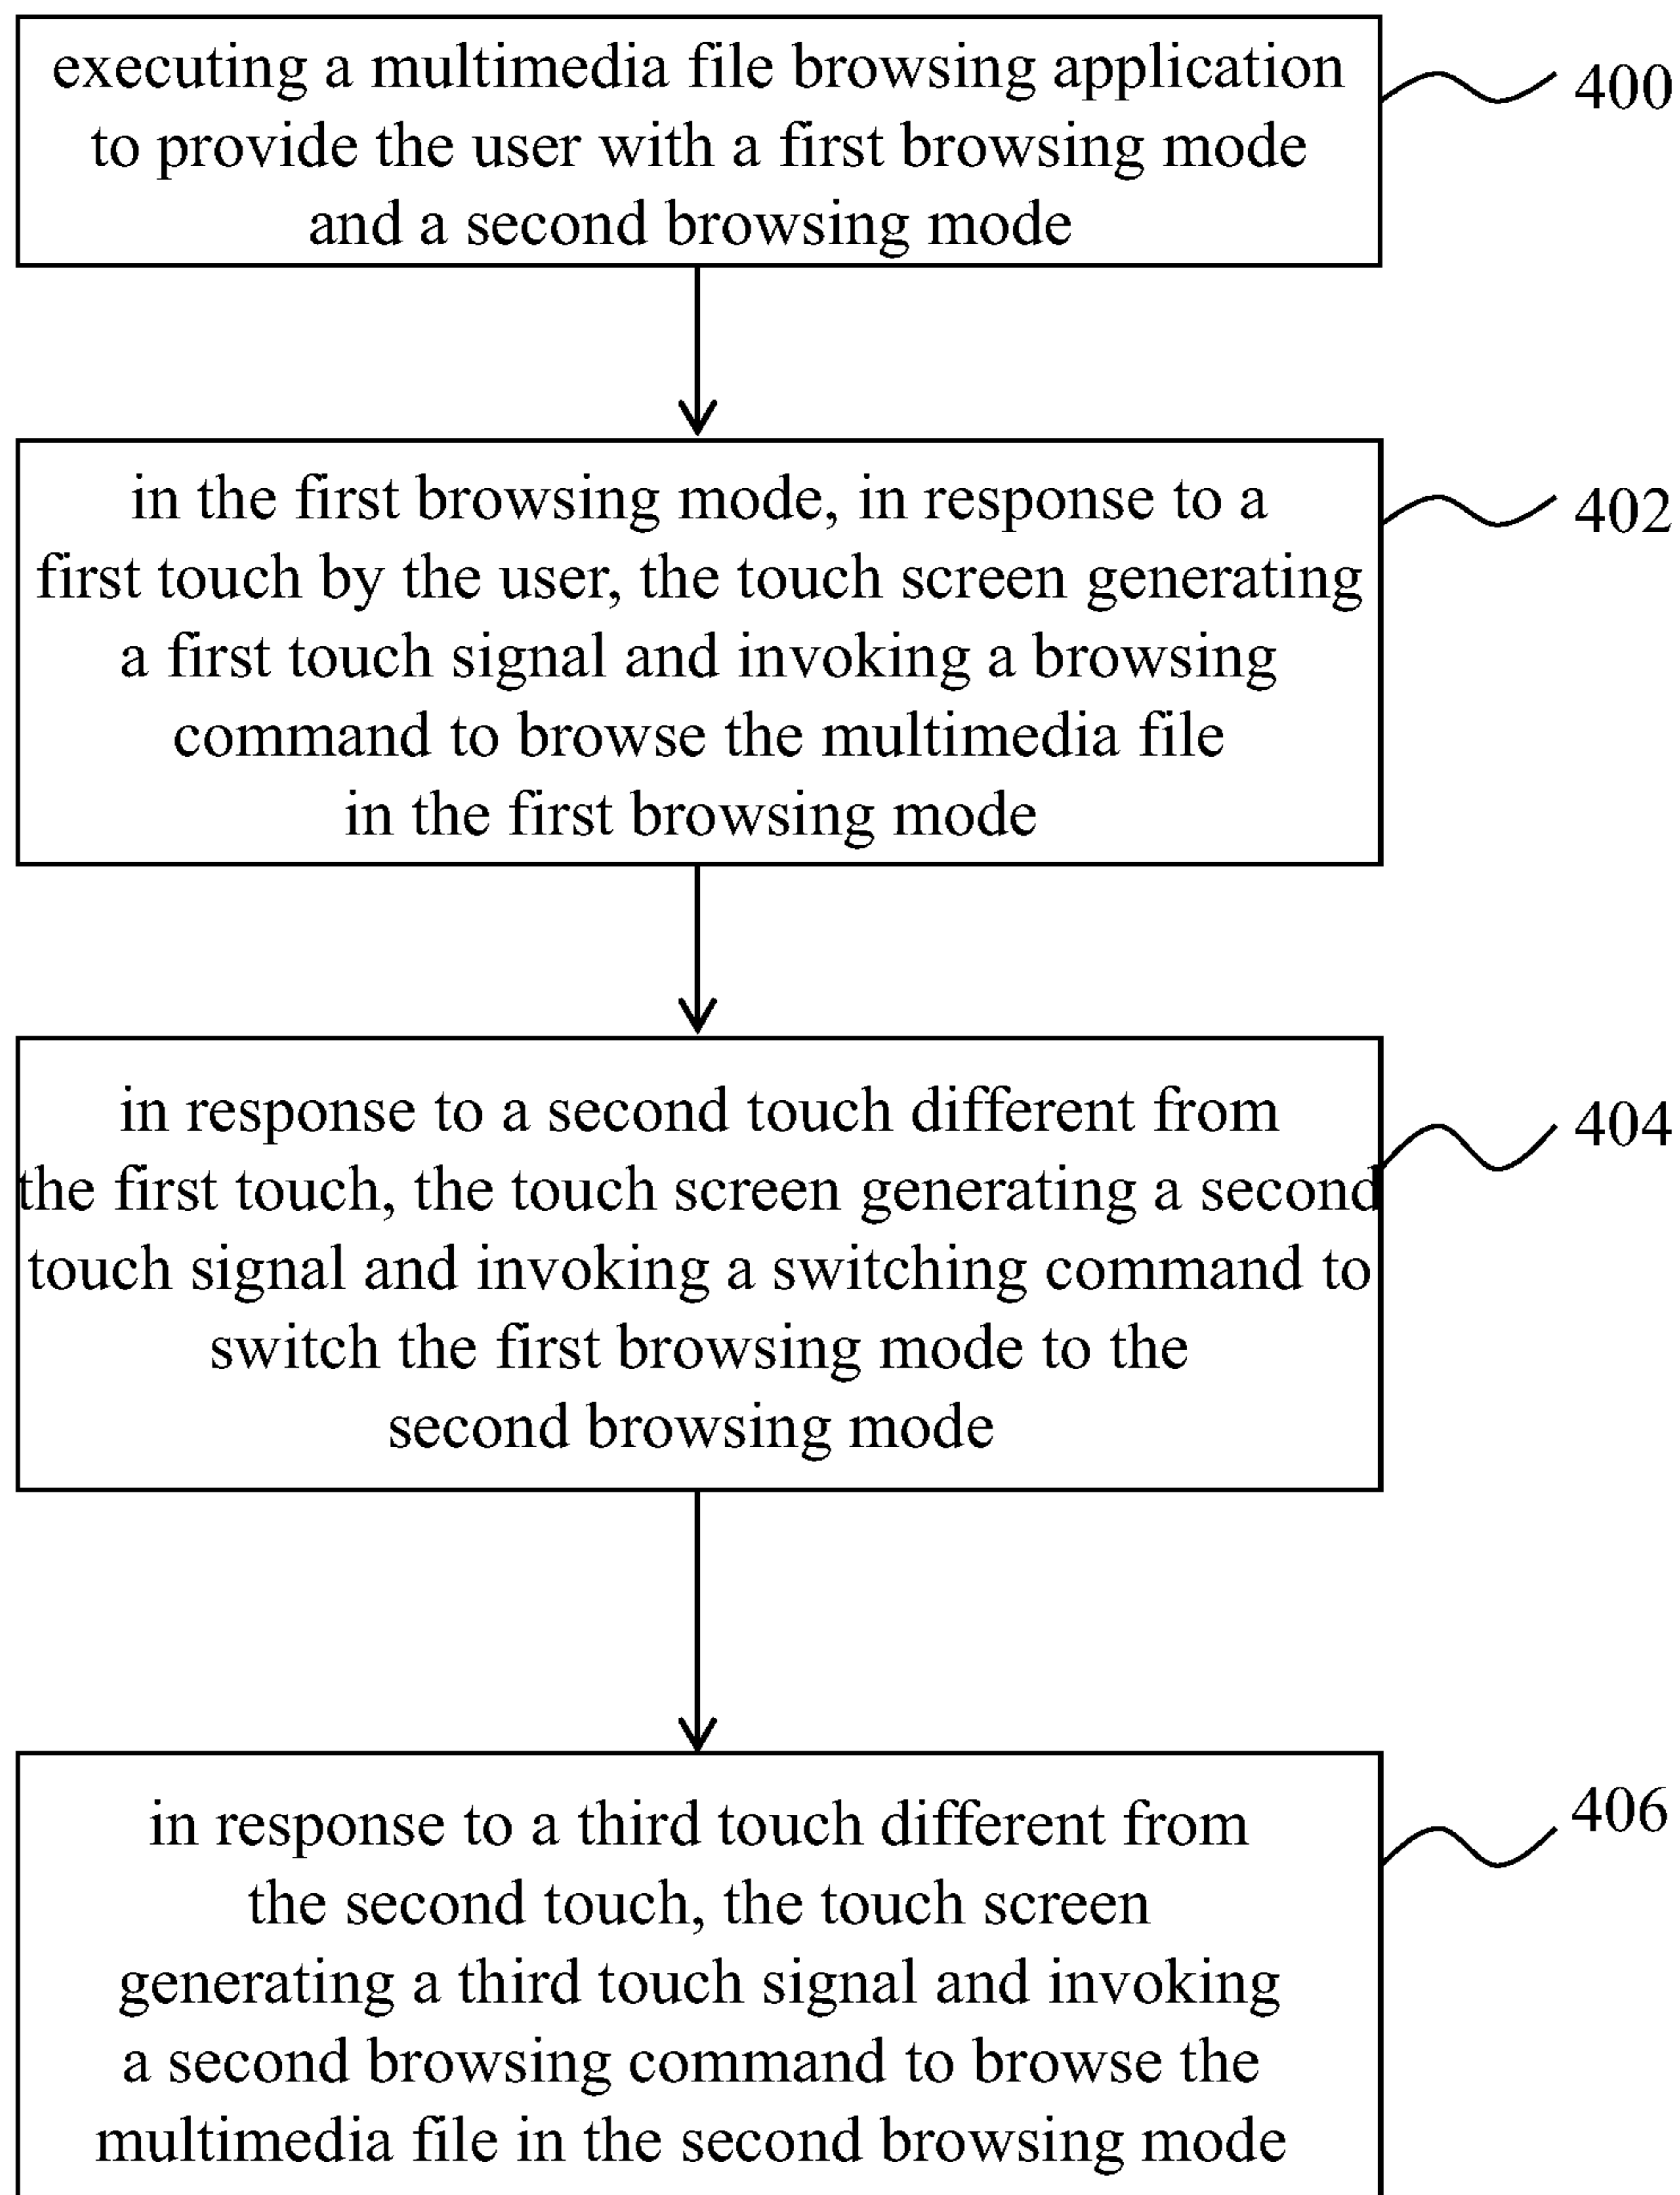 executing a multimedia file browsing application
to provide the user with a first browsing mode
and a second browsing mode
400
in the first browsing mode, in response to a
first touch by the user, the touch screen generating
a first touch signal and invoking a browsing
command to browse the multimedia file
in the first browsing mode
402
in response to a second touch different from
the first touch, the touch screen generating a second
touch signal and invoking a switching command to
switch the first browsing mode to the
second browsing mode
404
in response to a third touch different from
the second touch, the touch screen
generating a third touch signal and invoking
a second browsing command to browse the
multimedia file in the second browsing mode
406